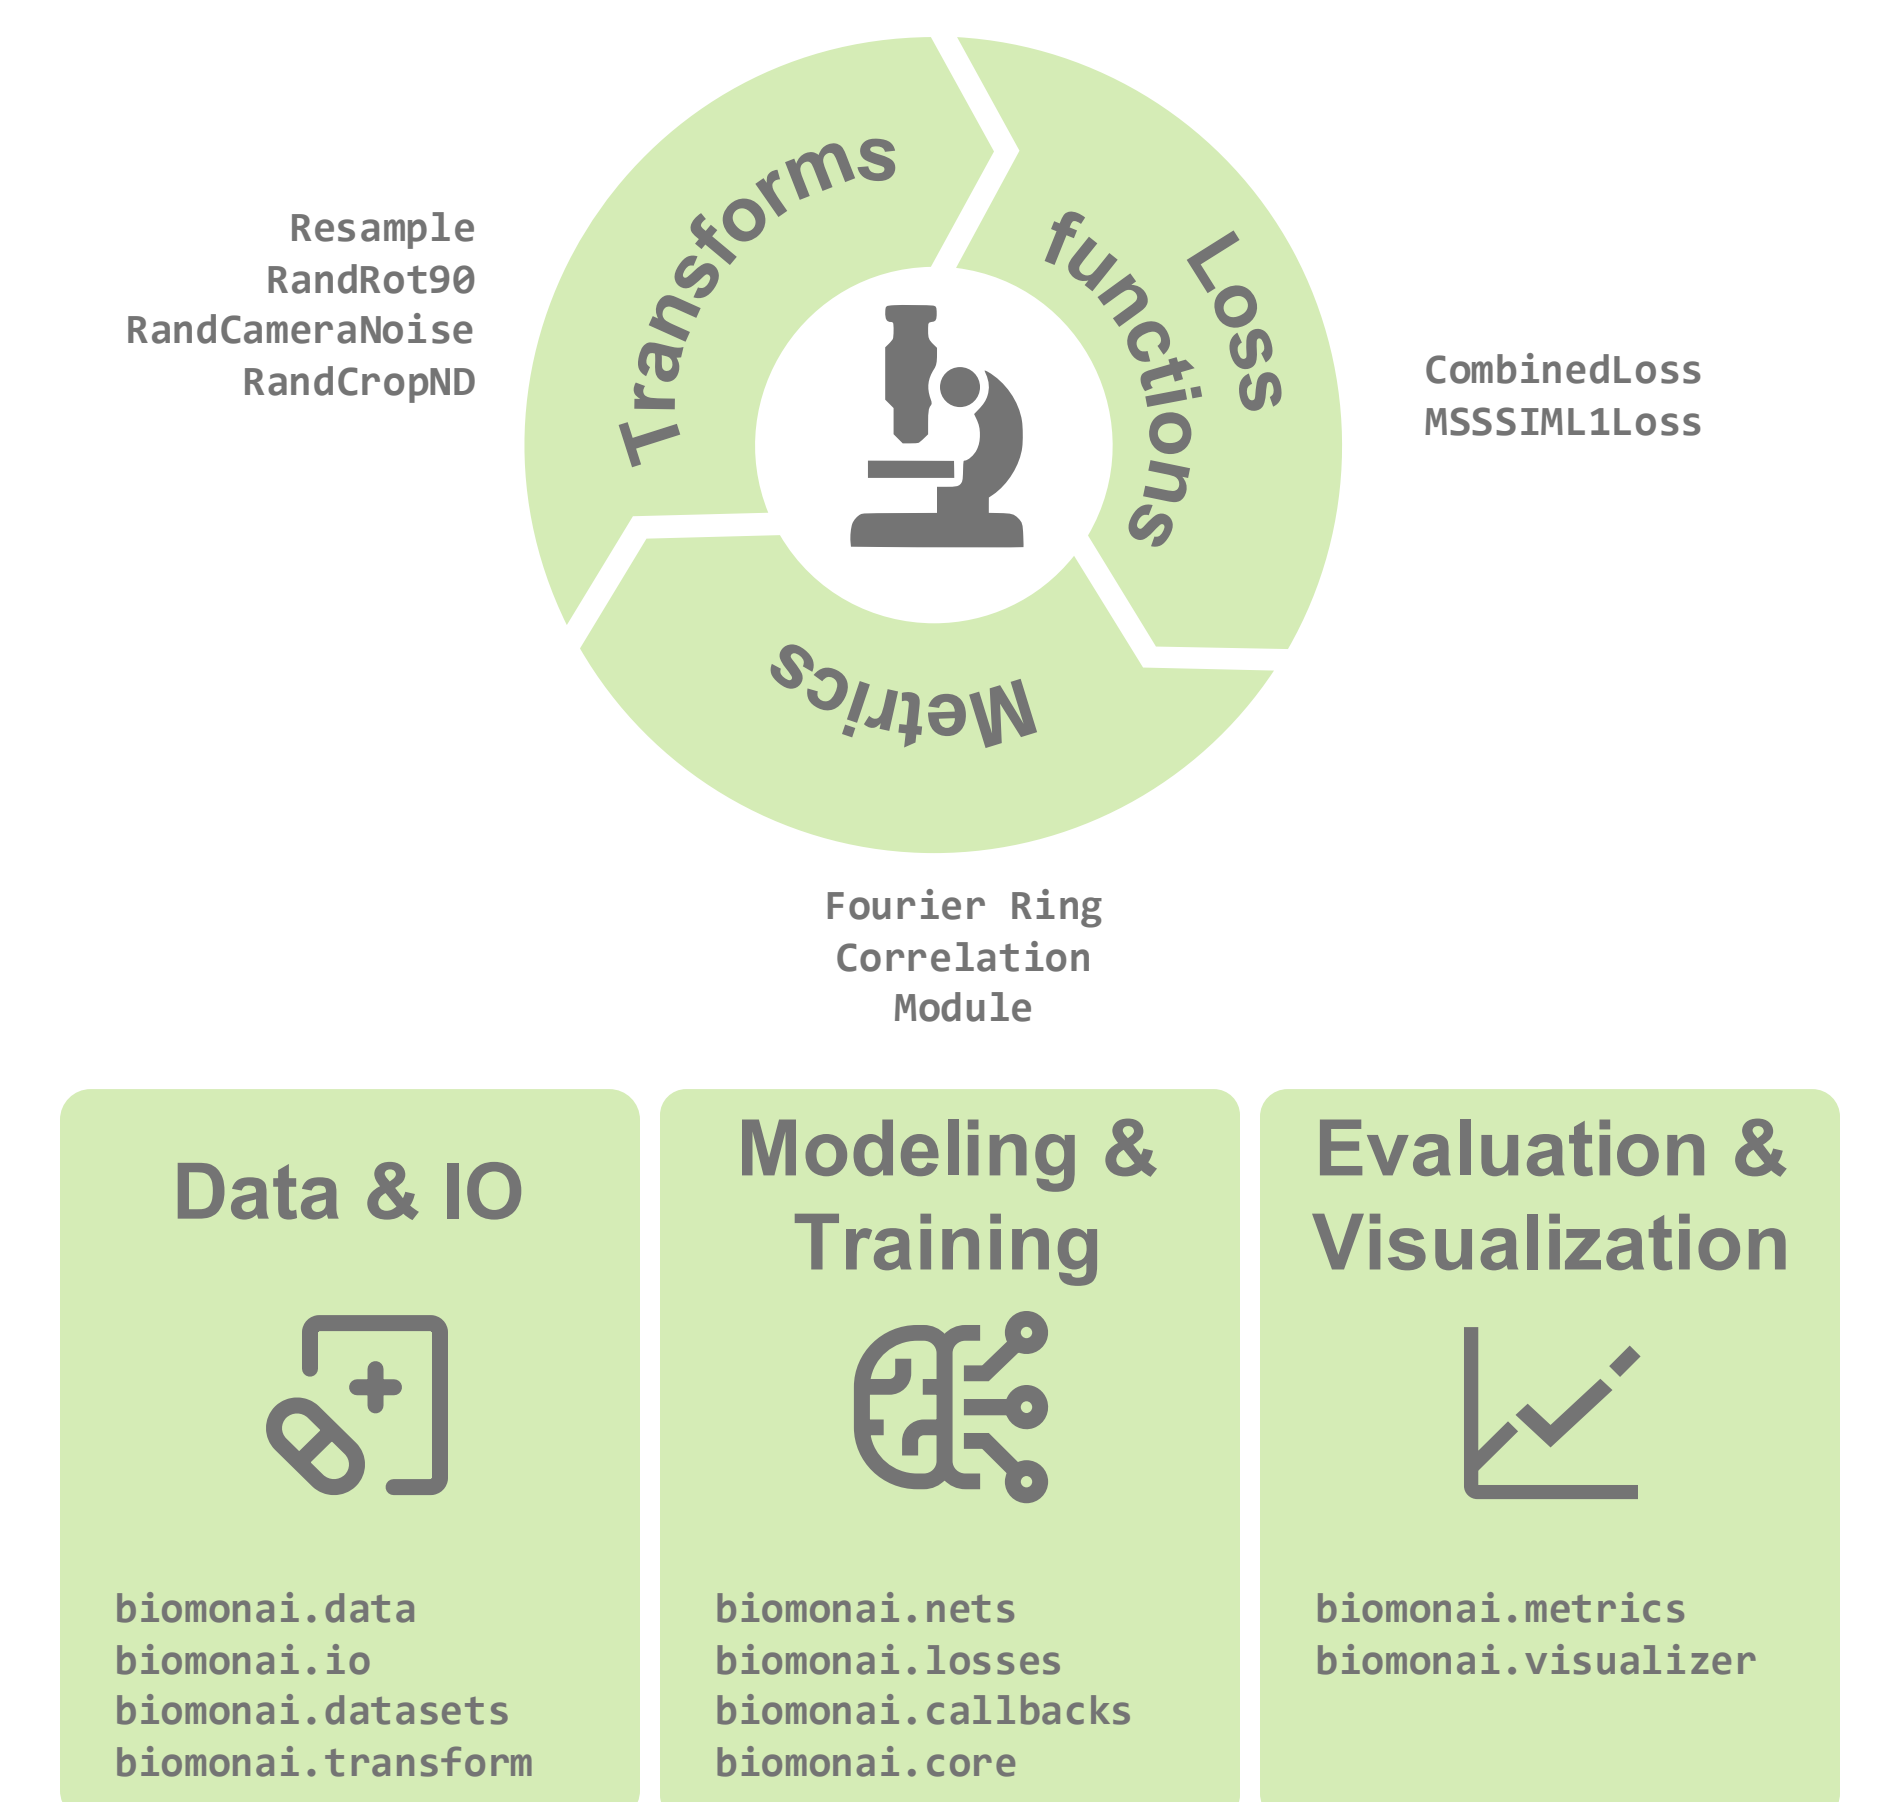 Transforms
Loss
functions
Metrics
Resample
RandRot90
RandCameraNoise
RandCropND
CombinedLoss
MSSSIML1Loss
Fourier Ring
Correlation
Module
Data & IO
biomonai.data
biomonai.io
biomonai.datasets
biomonai.transform
Modeling &
Training
biomonai.nets
biomonai.losses
biomonai.callbacks
biomonai.core
Evaluation &
Visualization
biomonai.metrics
biomonai.visualizer